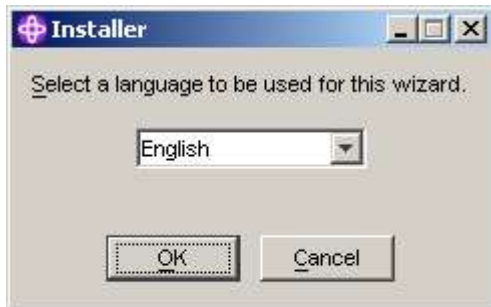 Installer
Select a language to be used for this wizard.
English
OK
Cancel